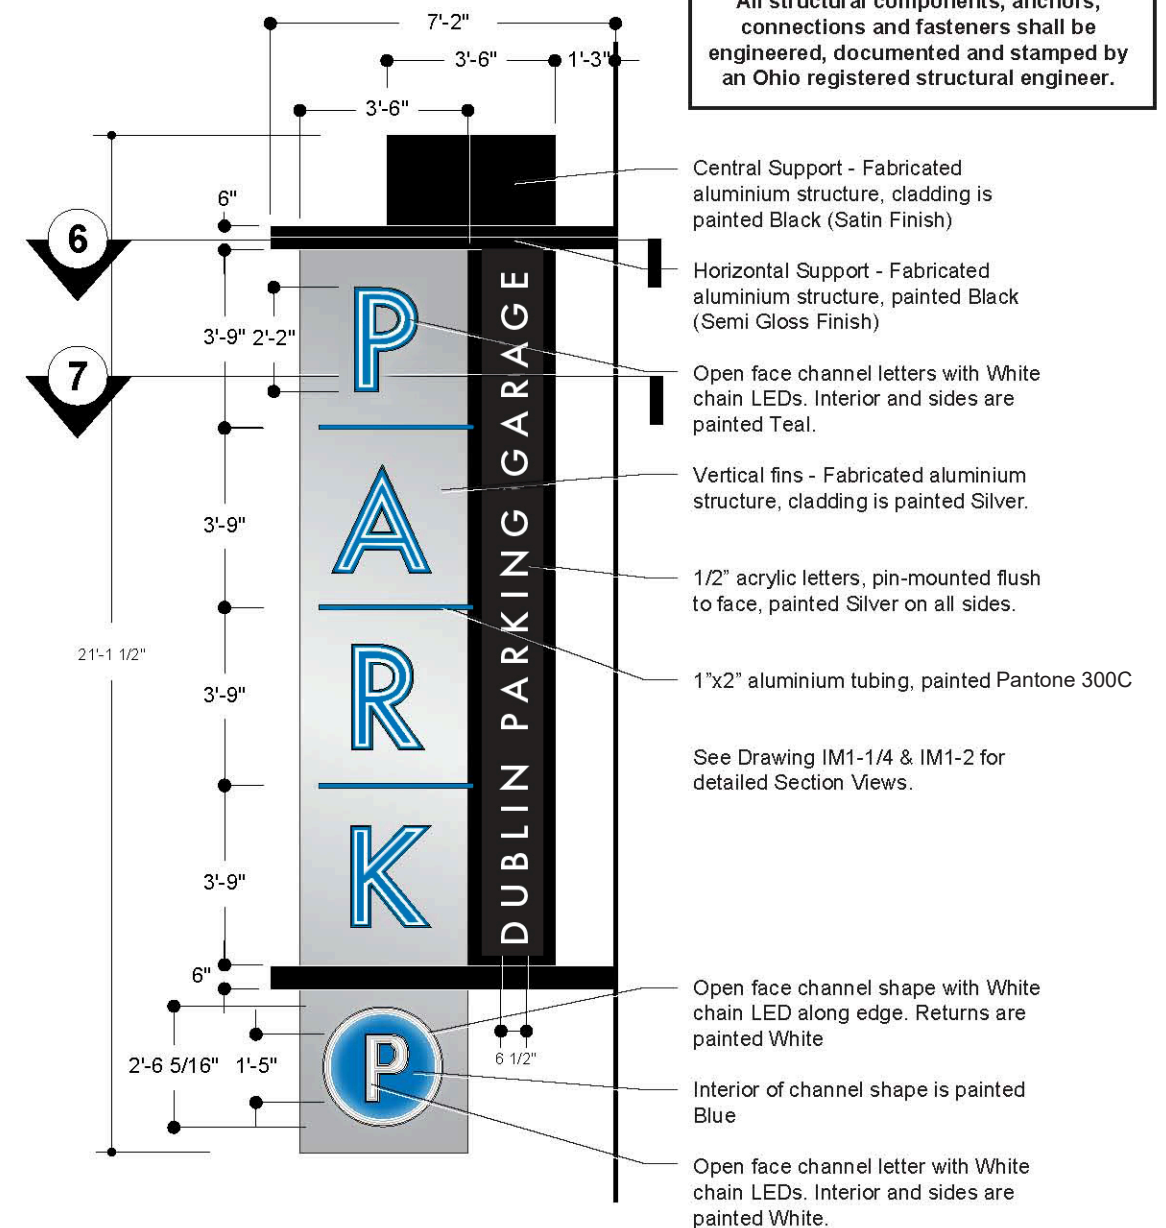 All structural components, anchors,
connections and fasteners shall be
engineered, documented and stamped by
an Ohio registered structural engineer.
7'-2"
3'-6"
1'-3"
3'-6"
Central Support - Fabricated
aluminium structure, cladding is
painted Black (Satin Finish)
6"
6
Horizontal Support - Fabricated
aluminium structure, painted Black
(Semi Gloss Finish)
3'-9"
2'-2"
7
Open face channel letters with White
chain LEDs. Interior and sides are
painted Teal.
Vertical fins - Fabricated aluminium
structure, cladding is painted Silver.
3'-9"
1/2” acrylic letters, pin-mounted flush
to face, painted Silver on all sides.
21'-1 1/2"
3'-9"
1”x2” aluminium tubing, painted Pantone 300C
See Drawing IM1-1/4 & IM1-2 for
detailed Section Views.
3'-9"
PARK
DUBLIN PARKING GARAGE
6"
Open face channel shape with White
chain LED along edge. Returns are
painted White
2'-6 5/16"
1'-5"
P
6 1/2"
Interior of channel shape is painted
Blue
Open face channel letter with White
chain LEDs. Interior and sides are
painted White.